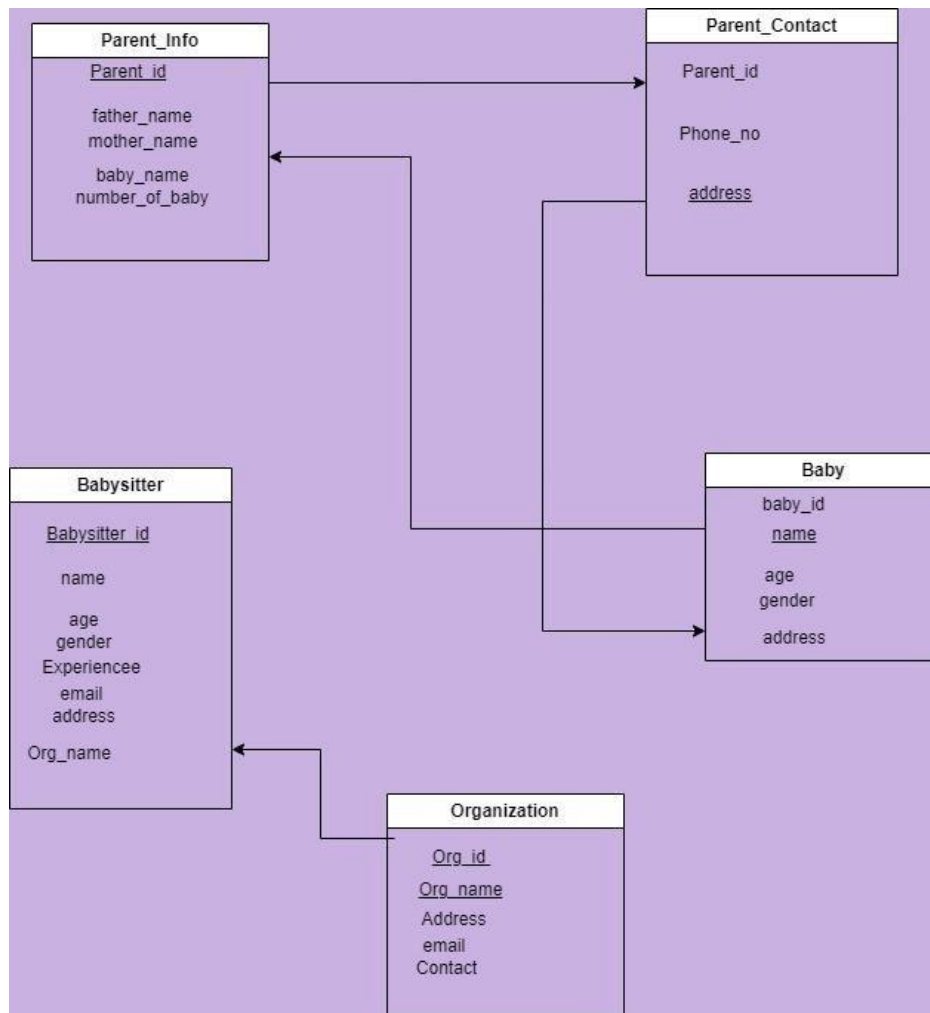 Parent_Info
Parent_id
father_name
mother_name
baby_name
number_of_baby
Parent_Contact
Parent_id
Phone_no
address
Babysitter
Babysitter_id
name
age
gender
Experiencee
email
address
Org_name
Baby
baby_id
name
age
gender
address
Organization
Org_id
Org_name
Address
email
Contact